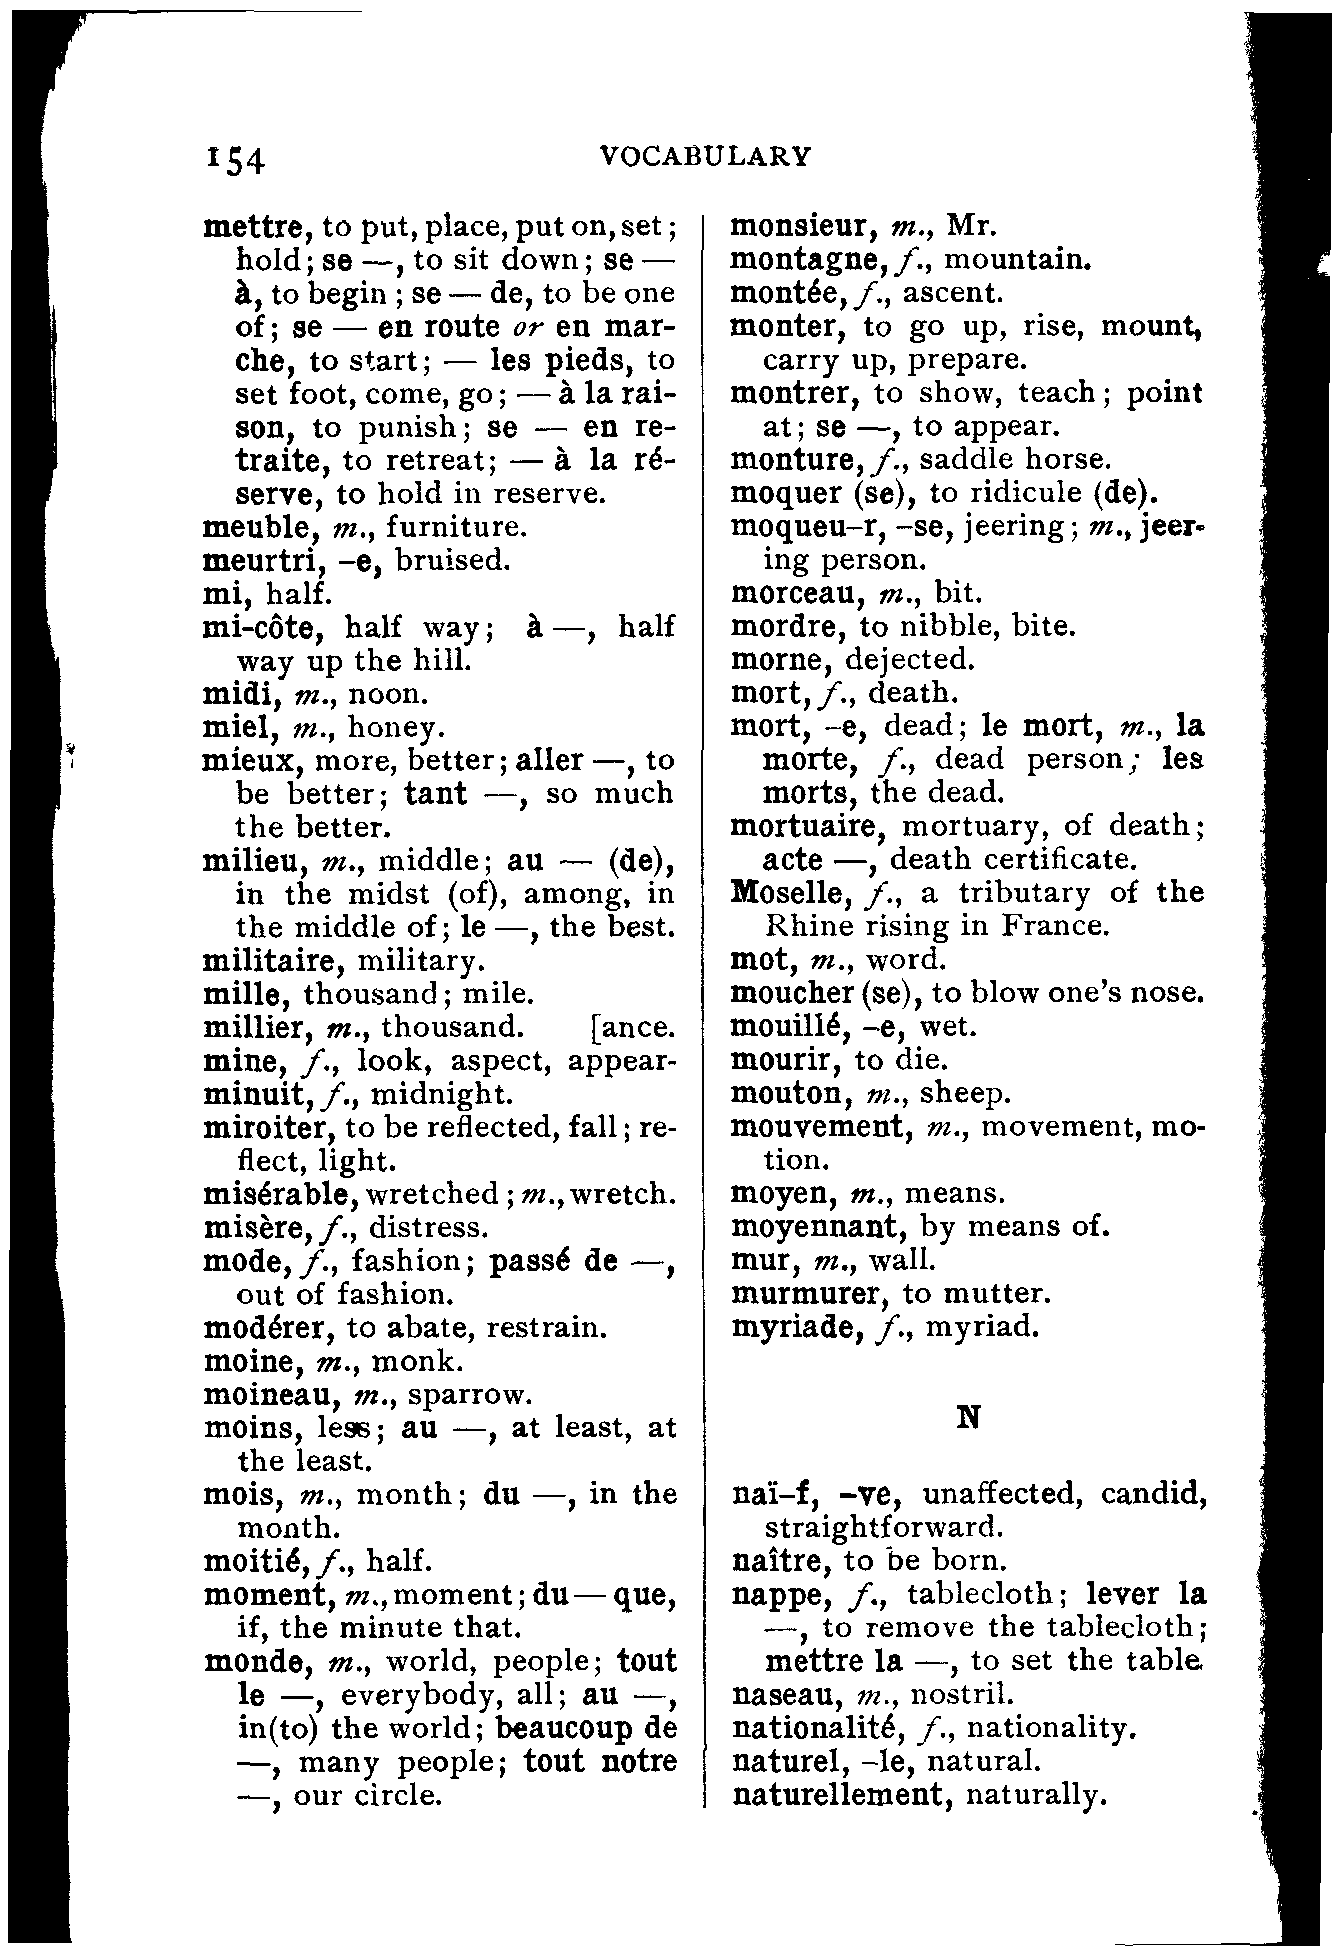 154 VOCABULARY
mettre, to put, place, put on, set;
hold; se —, to sit down; se —
à, to begin; se — de, to be one
of; se — en route or en mar-
che, to start; — les pieds, to
set foot, come, go; — à la rai-
son, to punish; se — en re-
traite, to retreat; — à la ré-
serve, to hold in reserve.
meuble, m., furniture.
meurtri, -e, bruised.
mi, half.
mi-côte, half way; à —, half
way up the hill.
midi, m., noon.
miel, m., honey.
mieux, more, better; aller —, to
be better; tant —, so much
the better.
milieu, m., middle; au — (de),
in the midst (of), among, in
the middle of; le —, the best.
militaire, military.
mille, thousand; mile.
millier, m., thousand. [ance.
mine, f., look, aspect, appear-
minuit, f., midnight.
miroiter, to be reflected, fall; re-
flect, light.
misérable, wretched; m., wretch.
misère, f., distress.
mode, f., fashion; passé de —,
out of fashion.
modérer, to abate, restrain.
moine, m., monk.
moineau, m., sparrow.
moins, less; au —, at least, at
the least.
mois, m., month; du —, in the
month.
moitié, f., half.
moment, m., moment; du — que,
if, the minute that.
monde, m., world, people; tout
le —, everybody, all; au —,
in(to) the world; beaucoup de
—, many people; tout notre
—, our circle.
monsieur, m., Mr.
montagne, f., mountain.
montée, f., ascent.
monter, to go up, rise, mount,
carry up, prepare.
montrer, to show, teach; point
at; se —, to appear.
monture, f., saddle horse.
moquer (se), to ridicule (de).
moqueu-r, -se, jeering; m., jeer-
ing person.
morceau, m., bit.
mordre, to nibble, bite.
morne, dejected.
mort, f., death.
mort, -e, dead; le mort, m., la
morte, f., dead person; les
morts, the dead.
mortuaire, mortuary, of death;
acte —, death certificate.
Moselle, f., a tributary of the
Rhine rising in France.
mot, m., word.
moucher (se), to blow one's nose.
mouillé, -e, wet.
mourir, to die.
mouton, m., sheep.
mouvement, m., movement, mo-
tion.
moyen, m., means.
moyennant, by means of.
mur, m., wall.
murmurer, to mutter.
myriade, f., myriad.
N
naï-f, -ve, unaffected, candid,
straightforward.
naître, to be born.
nappe, f., tablecloth; lever la
—, to remove the tablecloth;
mettre la —, to set the table.
naseau, m., nostril.
nationalité, f., nationality.
naturel, -le, natural.
naturellement, naturally.